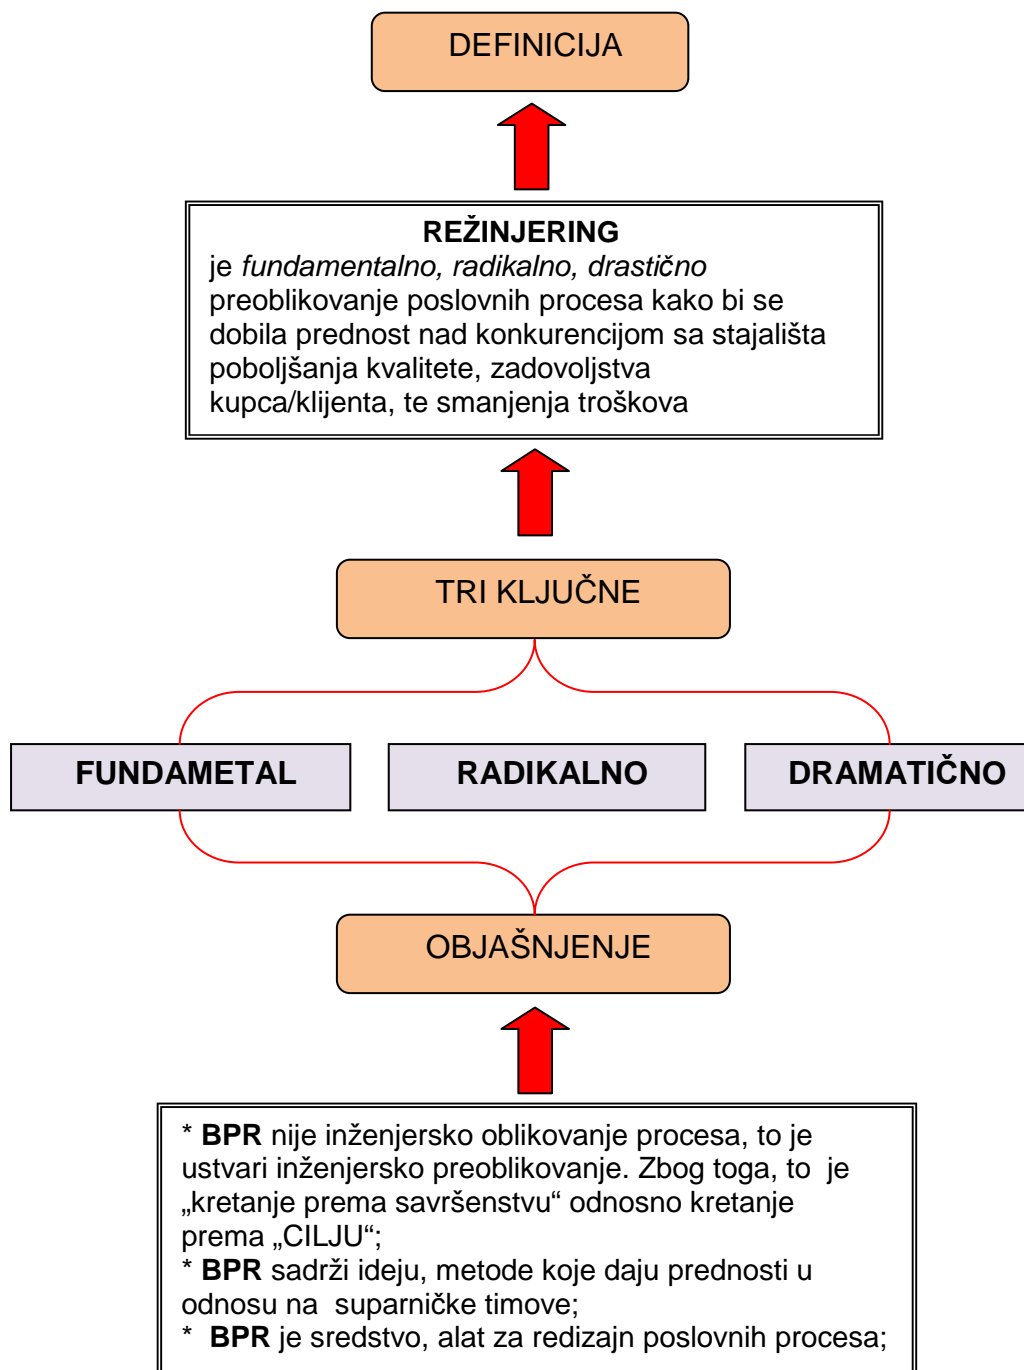 DEFINICIJA
REŽINJERING
je fundamentalno, radikalno, drastično
preoblikovanje poslovnih procesa kako bi se
dobila prednost nad konkurencijom sa stajališta
poboljšanja kvalitete, zadovoljstva
kupca/klijenta, te smanjenja troškova
TRI KLJUČNE
FUNDAMETAL
RADIKALNO
DRAMATIČNO
OBJAŠNJENJE
* BPR nije inženjersko oblikovanje procesa, to je
ustvari inženjersko preoblikovanje. Zbog toga, to  je
„kretanje prema savršenstvu“ odnosno kretanje
prema „CILJU“;
* BPR sadrži ideju, metode koje daju prednosti u
odnosu na  suparničke timove;
*  BPR je sredstvo, alat za redizajn poslovnih procesa;